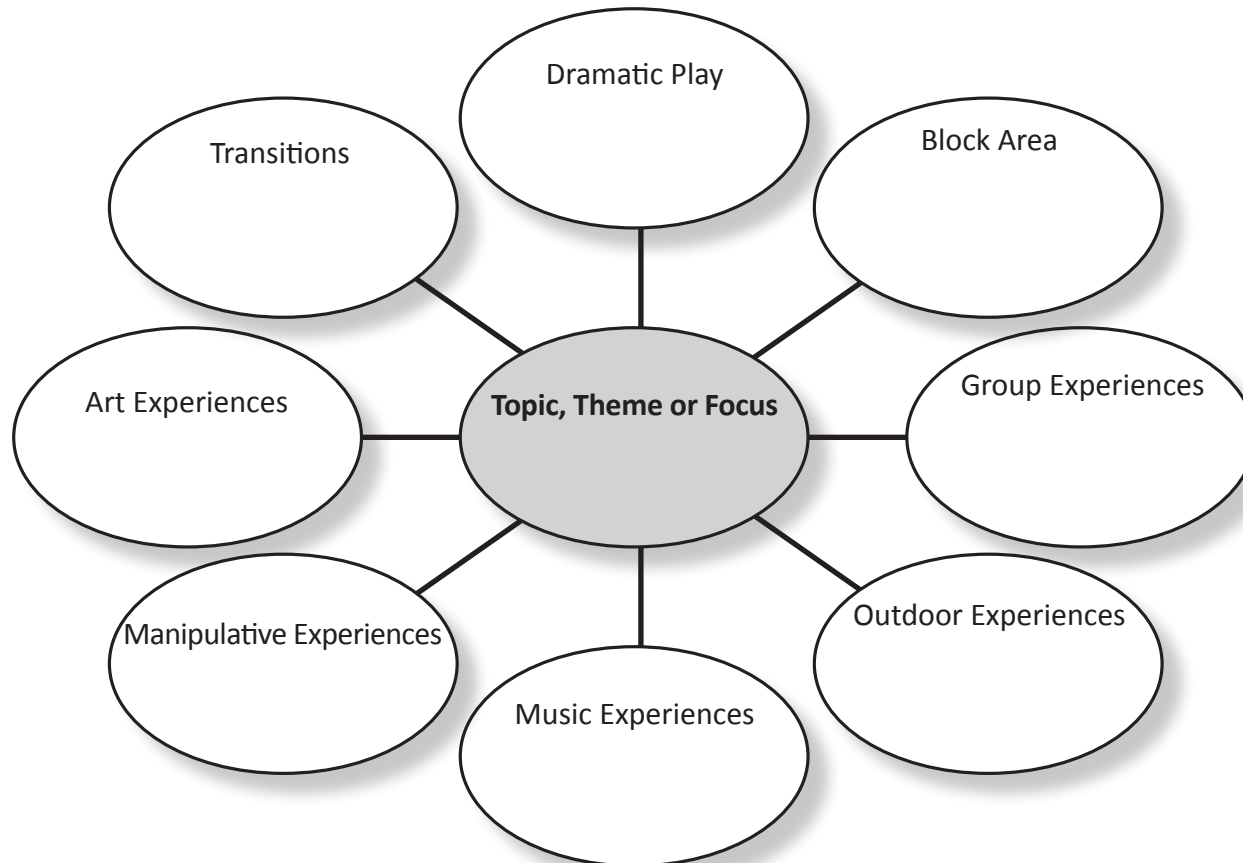 Dramatic Play
Transitions
Block Area
Art Experiences
Topic, Theme or Focus
Group Experiences
Manipulative Experiences
Outdoor Experiences
Music Experiences